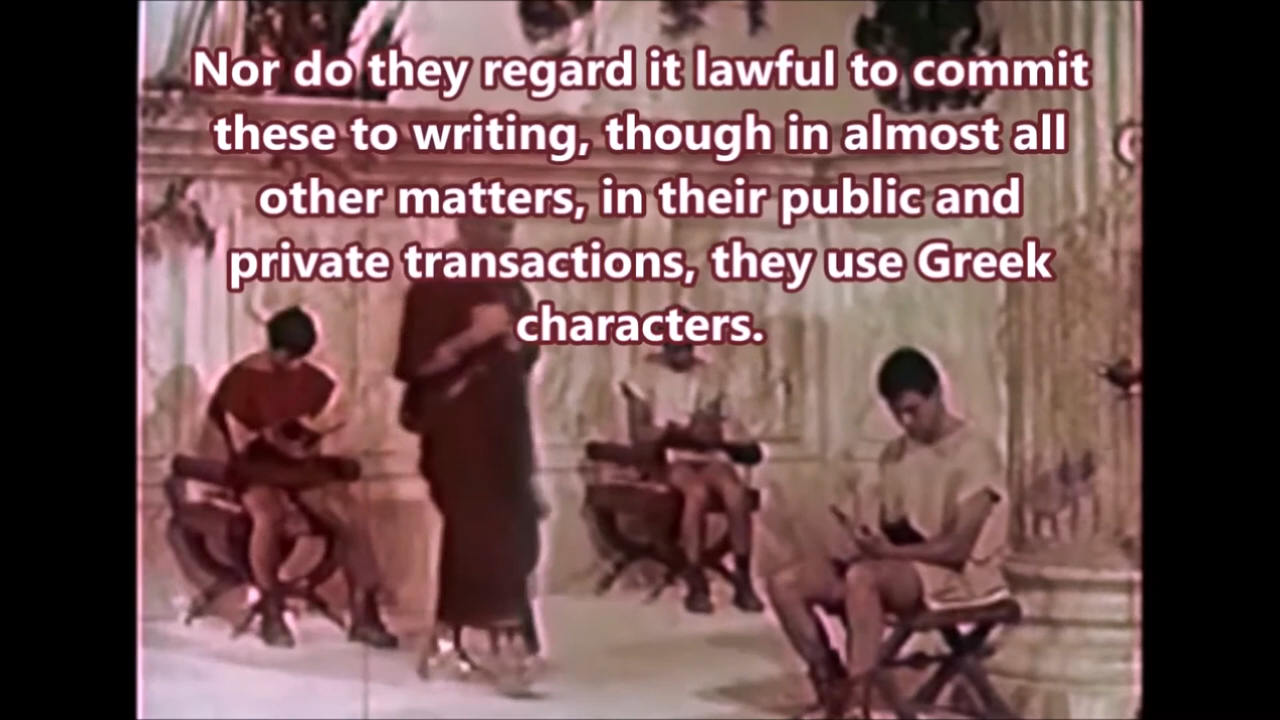 Nor do they regard it lawful to commit
these to writing, though in almost all
other matters, in their public and
private transactions, they use Greek
characters.